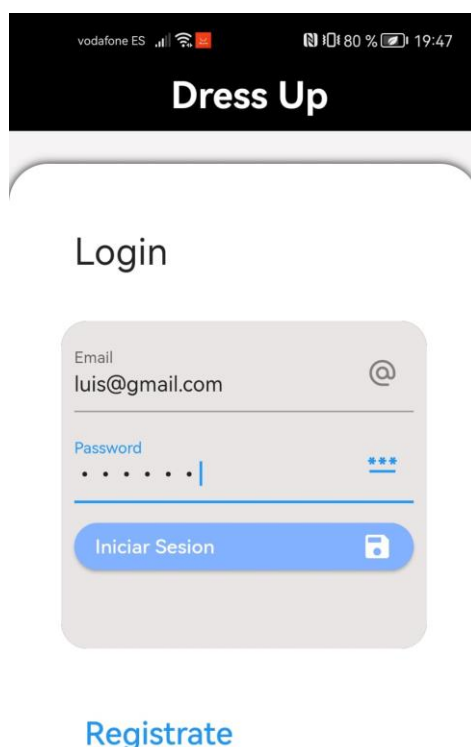 vodafone ES 80 % 19:47
Dress Up
Login
Email
luis@gmail.com
@
Password
• • • • • •
***
Iniciar Sesion
Registrate